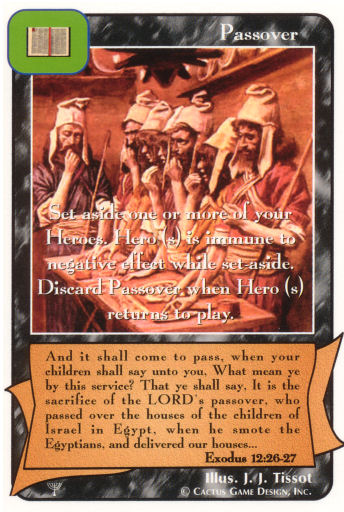 Passover
Set aside one or more of your
Heroes. Hero (s) is immune to
negative effect while set-aside.
Discard Passover when Hero (s)
returns to play.
And it shall come to pass, when your
children shall say unto you, What mean ye
by this service? That ye shall say, It is the
sacrifice of the LORD's passover, who
passed over the houses of the children of
Israel in Egypt, when he smote the
Egyptians, and delivered our houses...
Exodus 12:26-27
Illus. J. J. Tissot
© Cactus Game Design, Inc.